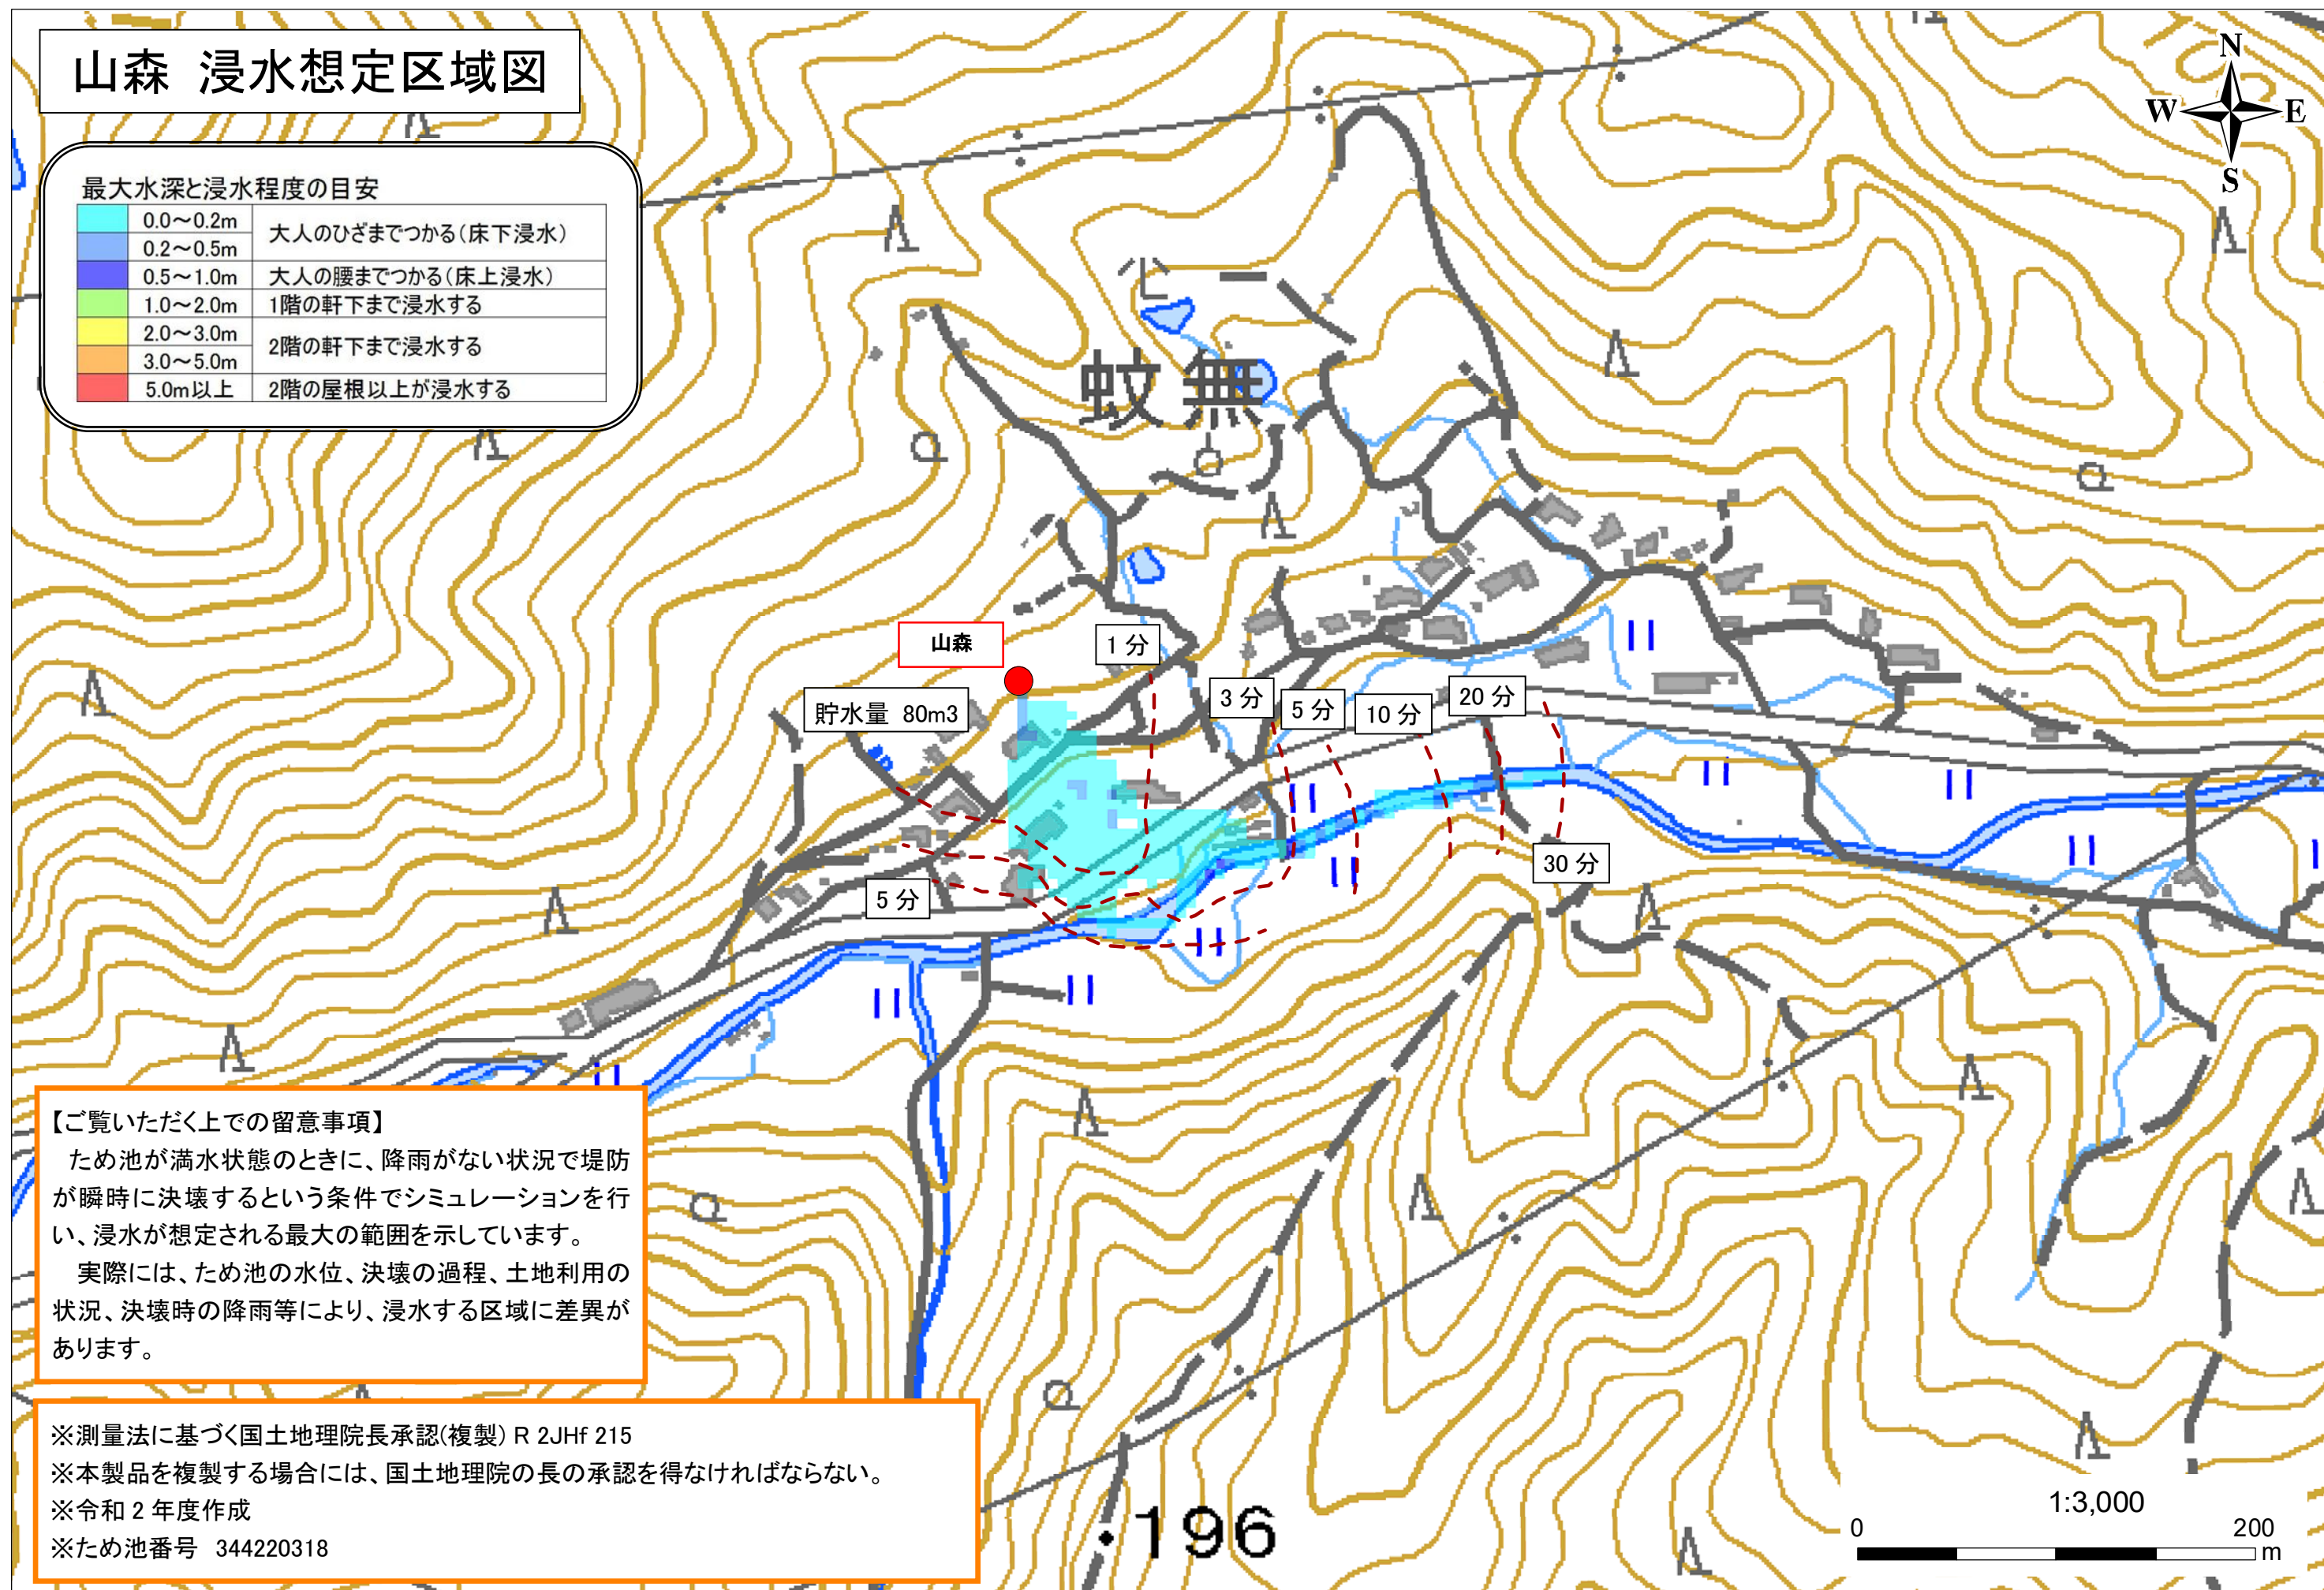 山森 浸水想定区域図
N
W
E
S
最大水深と浸水程度の目安
0.0～0.2m
大人のひざまでつかる(床下浸水)
0.2～0.5m
0.5～1.0m 大人の腰までつかる(床上浸水)
1.0～2.0m 1階の軒下まで浸水する
2.0～3.0m
2階の軒下まで浸水する
3.0～5.0m
5.0m以上 2階の屋根以上が浸水する
蚊無
山森
1 分
貯水量 80m3
3 分
5 分
10 分
20 分
30 分
5 分
【ご覧いただく上での留意事項】
ため池が満水状態のときに、降雨がない状況で堤防
が瞬時に決壊するという条件でシミュレーションを行
い、浸水が想定される最大の範囲を示しています。
実際には、ため池の水位、決壊の過程、土地利用の
状況、決壊時の降雨等により、浸水する区域に差異が
あります。
※測量法に基づく国土地理院長承認(複製) R 2JHf 215
※本製品を複製する場合には、国土地理院の長の承認を得なければならない。
※令和 2 年度作成
※ため池番号 344220318
196
1:3,000
0
200
m